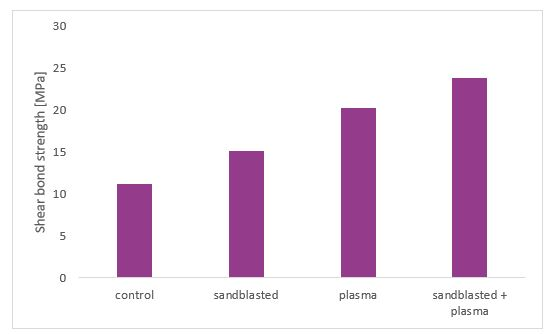 30
25
20
15
10
5
0
Shear bond strength [MPa]
control
sandblasted
plasma
sandblasted +
plasma